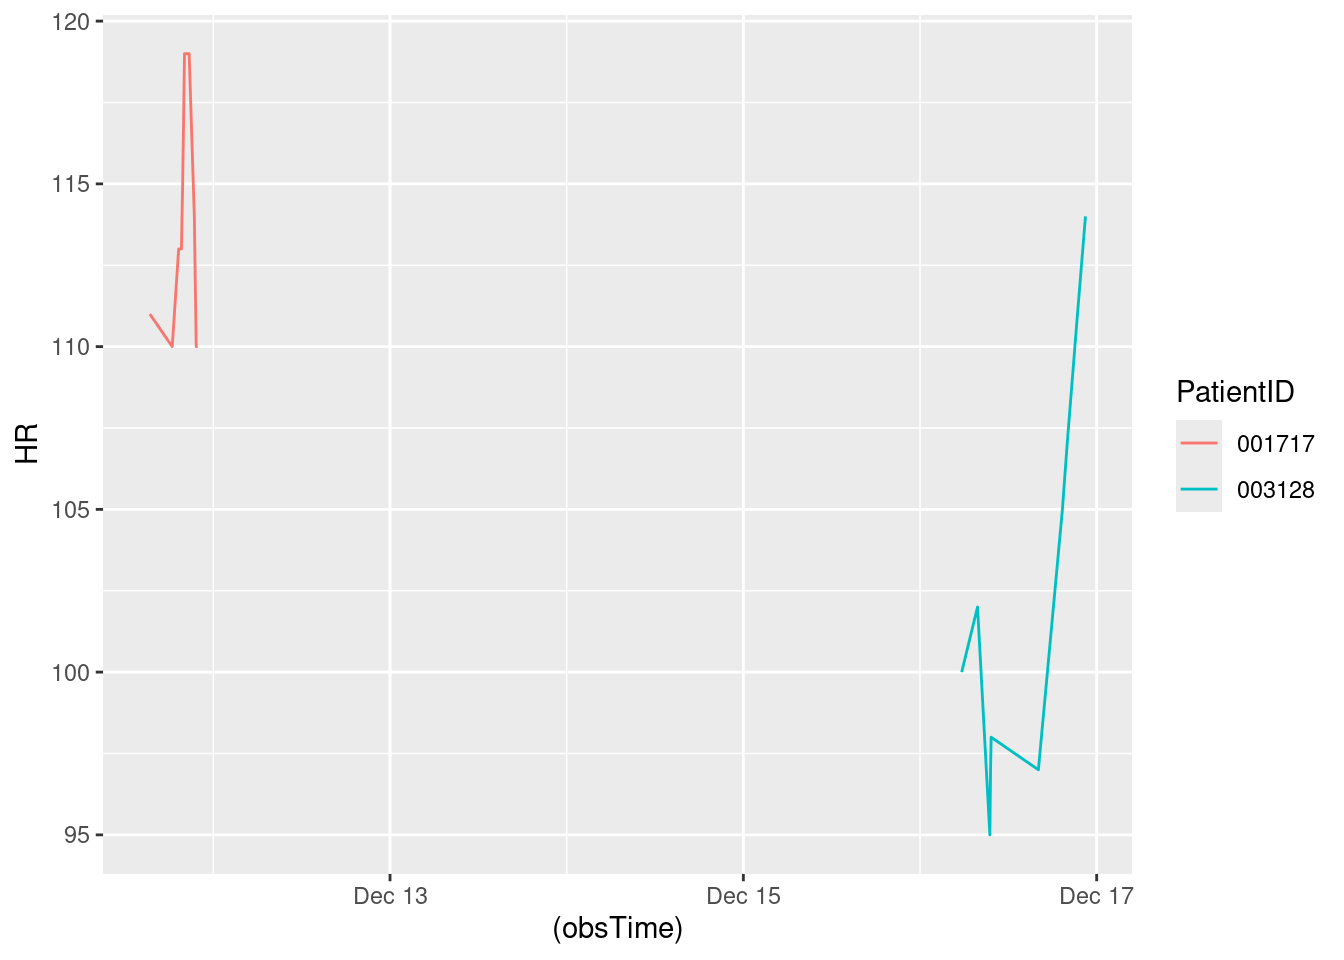 120
115
110
105
100
95
HR
Dec 13
Dec 15
Dec 17
(obsTime)
PatientID
001717
003128